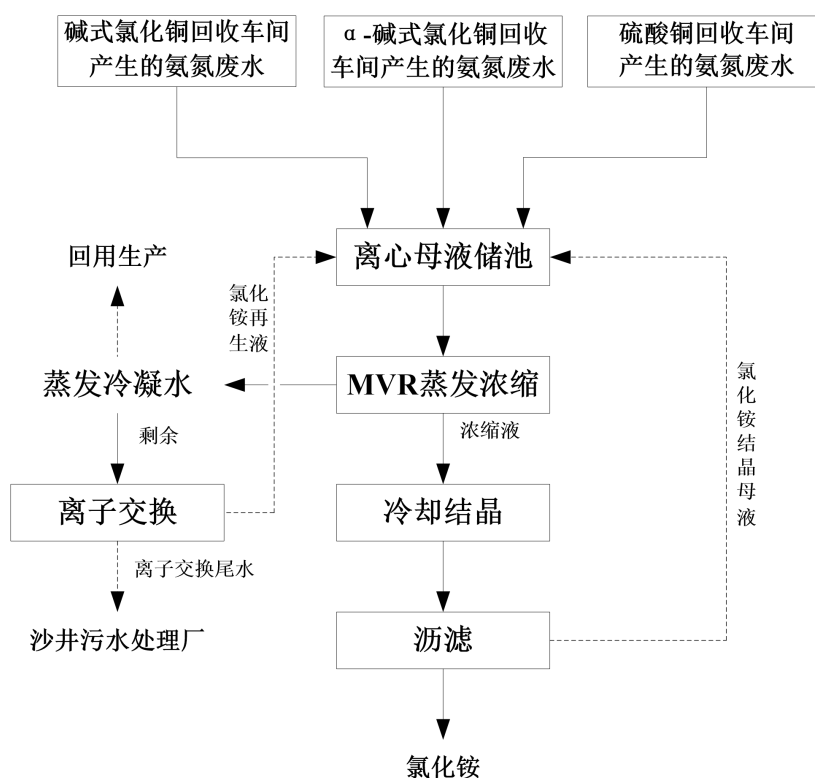 碱式氯化铜回收车间
产生的氨氮废水
α-碱式氯化铜回收
车间产生的氨氮废水
硫酸铜回收车间
产生的氨氮废水
离心母液储池
回用生产
氯化
铵再
生液
蒸发冷凝水
MVR蒸发浓缩
氯化铵结晶母液
剩余
浓缩液
离子交换
冷却结晶
离子交换尾水
沙井污水处理厂
沥滤
氯化铵